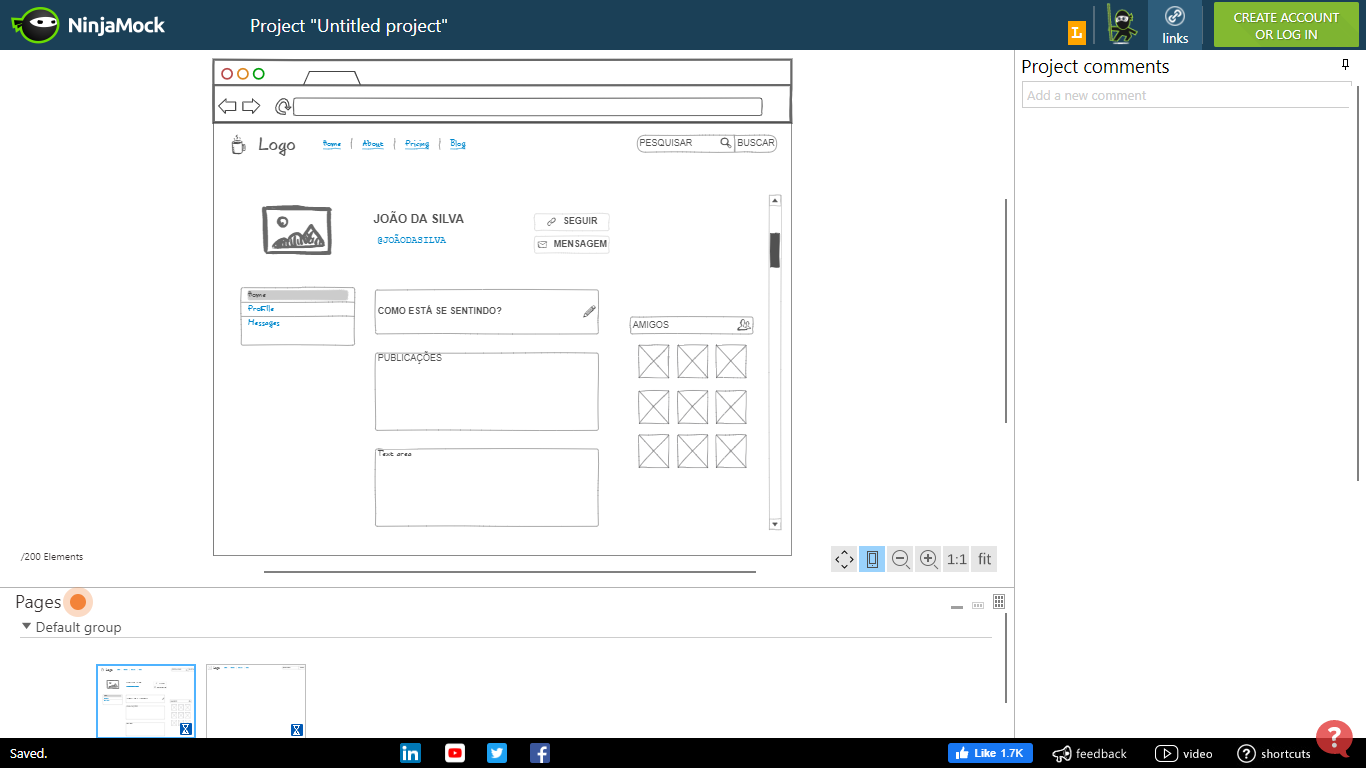 NinjaMock
Project "Untitled project"
L
links
CREATE ACCOUNT
OR LOG IN
Project comments
Add a new comment
Logo
Home | About | Pricing | Blog
PESQUISAR
BUSCAR
JOÃO DA SILVA
@JOÃODASILVA
SEGUIR
MENSAGEM
Home
Profile
Messages
COMO ESTÁ SE SENTINDO?
PUBLICAÇÕES
Text area
AMIGOS
/200 Elements
1:1
fit
Pages
Default group
Saved.
Like 1.7K
feedback
video
shortcuts
?